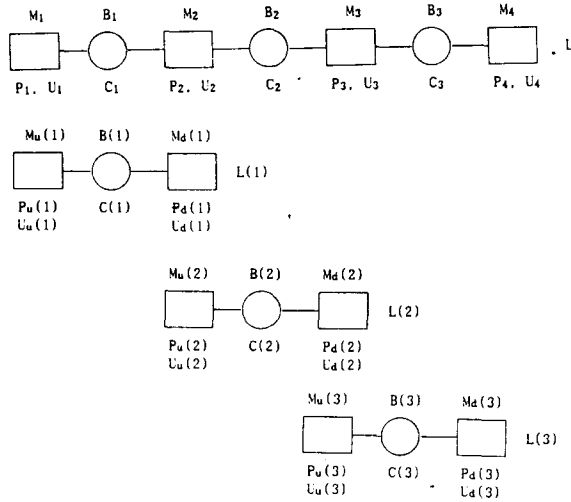 M1 B1 M2 B2 M3 B3 M4
L
P1, U1 C1 P2, U2 C2 P3, U3 C3 P4, U4
Mu(1) B(1) Md(1)
L(1)
Pu(1) C(1) Pd(1)
Uu(1) Ud(1)
Mu(2) B(2) Md(2)
L(2)
Pu(2) C(2) Pd(2)
Uu(2) Ud(2)
Mu(3) B(3) Md(3)
L(3)
Pu(3) C(3) Pd(3)
Uu(3) Ud(3)